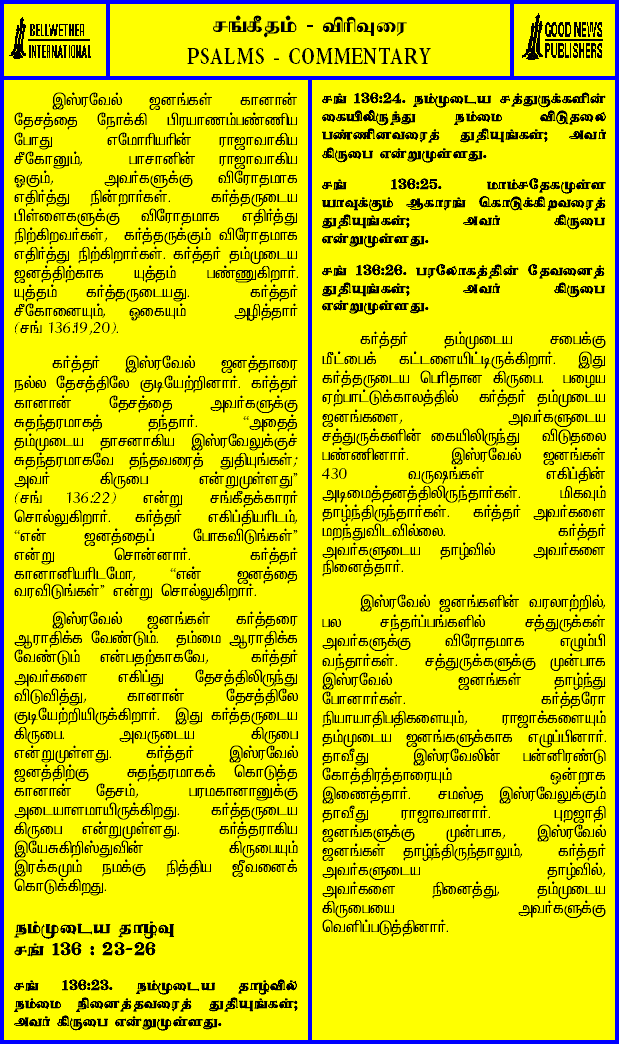 BELLWETHER
INTERNATIONAL
சங்கீதம் - விரிவுரை
PSALMS - COMMENTARY
GOOD NEWS
PUBLISHERS
இஸ்ரவேல் ஜனங்கள் கானான்
தேசத்தை நோக்கி பிரயாணம்பண்ணிய
போது எமோரியரின் ராஜாவாகிய
சீகோனும், பாசானின் ராஜாவாகிய
ஓகும், அவர்களுக்கு விரோதமாக
எதிர்த்து நின்றார்கள். கர்த்தருடைய
பிள்ளைகளுக்கு விரோதமாக எதிர்த்து
நிற்கிறவர்கள், கர்த்தருக்கும் விரோதமாக
எதிர்த்து நிற்கிறார்கள். கர்த்தர் தம்முடைய
ஜனத்திற்காக யுத்தம் பண்ணுகிறார்.
யுத்தம் கர்த்தருடையது. கர்த்தர்
சீகோனையும், ஓகையும் அழித்தார்
(சங் 136:19,20).
கர்த்தர் இஸ்ரவேல் ஜனத்தாரை
நல்ல தேசத்திலே குடியேற்றினார். கர்த்தர்
கானான் தேசத்தை அவர்களுக்கு
சுதந்தரமாகத் தந்தார். “அதைத்
தம்முடைய தாசனாகிய இஸ்ரவேலுக்குச்
சுதந்தரமாகவே தந்தவரைத் துதியுங்கள்;
அவர் கிருபை என்றுமுள்ளது”
(சங் 136:22) என்று சங்கீதக்காரர்
சொல்லுகிறார். கர்த்தர் எகிப்தியரிடம்,
“என் ஜனத்தைப் போகவிடுங்கள்”
என்று சொன்னார். கர்த்தர்
கானானியரிடமோ, “என் ஜனத்தை
வரவிடுங்கள்” என்று சொல்லுகிறார்.
இஸ்ரவேல் ஜனங்கள் கர்த்தரை
ஆராதிக்க வேண்டும். தம்மை ஆராதிக்க
வேண்டும் என்பதற்காகவே, கர்த்தர்
அவர்களை எகிப்து தேசத்திலிருந்து
விடுவித்து, கானான் தேசத்திலே
குடியேற்றியிருக்கிறார். இது கர்த்தருடைய
கிருபை. அவருடைய கிருபை
என்றுமுள்ளது. கர்த்தர் இஸ்ரவேல்
ஜனத்திற்கு சுதந்தரமாகக் கொடுத்த
கானான் தேசம், பரமகானானுக்கு
அடையாளமாயிருக்கிறது. கர்த்தருடைய
கிருபை என்றுமுள்ளது. கர்த்தராகிய
இயேசுகிறிஸ்துவின் கிருபையும்
இரக்கமும் நமக்கு நித்திய ஜீவனைக்
கொடுக்கிறது.
நம்முடைய தாழ்வு
சங் 136 : 23-26
சங் 136:23. நம்முடைய தாழ்வில்
நம்மை நினைத்தவரைத் துதியுங்கள்;
அவர் கிருபை என்றுமுள்ளது.
சங் 136:24. நம்முடைய சத்துருக்களின்
கையிலிருந்து நம்மை விடுதலை
பண்ணினவரைத் துதியுங்கள்; அவர்
கிருபை என்றுமுள்ளது.
சங் 136:25. மாம்சதேகமுள்ள
யாவுக்கும் ஆகாரங் கொடுக்கிறவரைத்
துதியுங்கள்; அவர் கிருபை
என்றுமுள்ளது.
சங் 136:26. பரலோகத்தின் தேவனைத்
துதியுங்கள்; அவர் கிருபை
என்றுமுள்ளது.
கர்த்தர் தம்முடைய சபைக்கு
மீட்பைக் கட்டளையிட்டிருக்கிறார். இது
கர்த்தருடைய பெரிதான கிருபை. பழைய
ஏற்பாட்டுக்காலத்தில் கர்த்தர் தம்முடைய
ஜனங்களை, அவர்களுடைய
சத்துருக்களின் கையிலிருந்து விடுதலை
பண்ணினார். இஸ்ரவேல் ஜனங்கள்
430 வருஷங்கள் எகிப்தின்
அடிமைத்தனத்திலிருந்தார்கள். மிகவும்
தாழ்ந்திருந்தார்கள். கர்த்தர் அவர்களை
மறந்துவிடவில்லை. கர்த்தர்
அவர்களுடைய தாழ்வில் அவர்களை
நினைத்தார்.
இஸ்ரவேல் ஜனங்களின் வரலாற்றில்,
பல சந்தர்ப்பங்களில் சத்துருக்கள்
அவர்களுக்கு விரோதமாக எழும்பி
வந்தார்கள். சத்துருக்களுக்கு முன்பாக
இஸ்ரவேல் ஜனங்கள் தாழ்ந்து
போனார்கள். கர்த்தரோ
நியாயாதிபதிகளையும், ராஜாக்களையும்
தம்முடைய ஜனங்களுக்காக எழுப்பினார்.
தாவீது இஸ்ரவேலின் பன்னிரண்டு
கோத்திரத்தாரையும் ஒன்றாக
இணைத்தார். சமஸ்த இஸ்ரவேலுக்கும்
தாவீது ராஜாவானார். புறஜாதி
ஜனங்களுக்கு முன்பாக, இஸ்ரவேல்
ஜனங்கள் தாழ்ந்திருந்தாலும், கர்த்தர்
அவர்களுடைய தாழ்வில்,
அவர்களை நினைத்து, தம்முடைய
கிருபையை அவர்களுக்கு
வெளிப்படுத்தினார்.